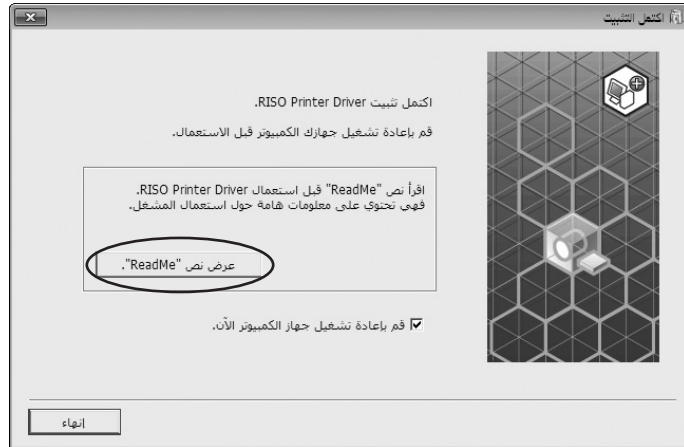 اكتمل التثبيت
اكتمل تثبيت RISO Printer Driver.
قم بإعادة تشغيل جهازك الكمبيوتر قبل الاستعمال.
اقرأ نص "ReadMe" قبل استعمال RISO Printer Driver.
فهي تحتوي على معلومات هامة حول استعمال المشغل.
عرض نص "ReadMe".
قم بإعادة تشغيل جهاز الكمبيوتر الآن.
إنهاء